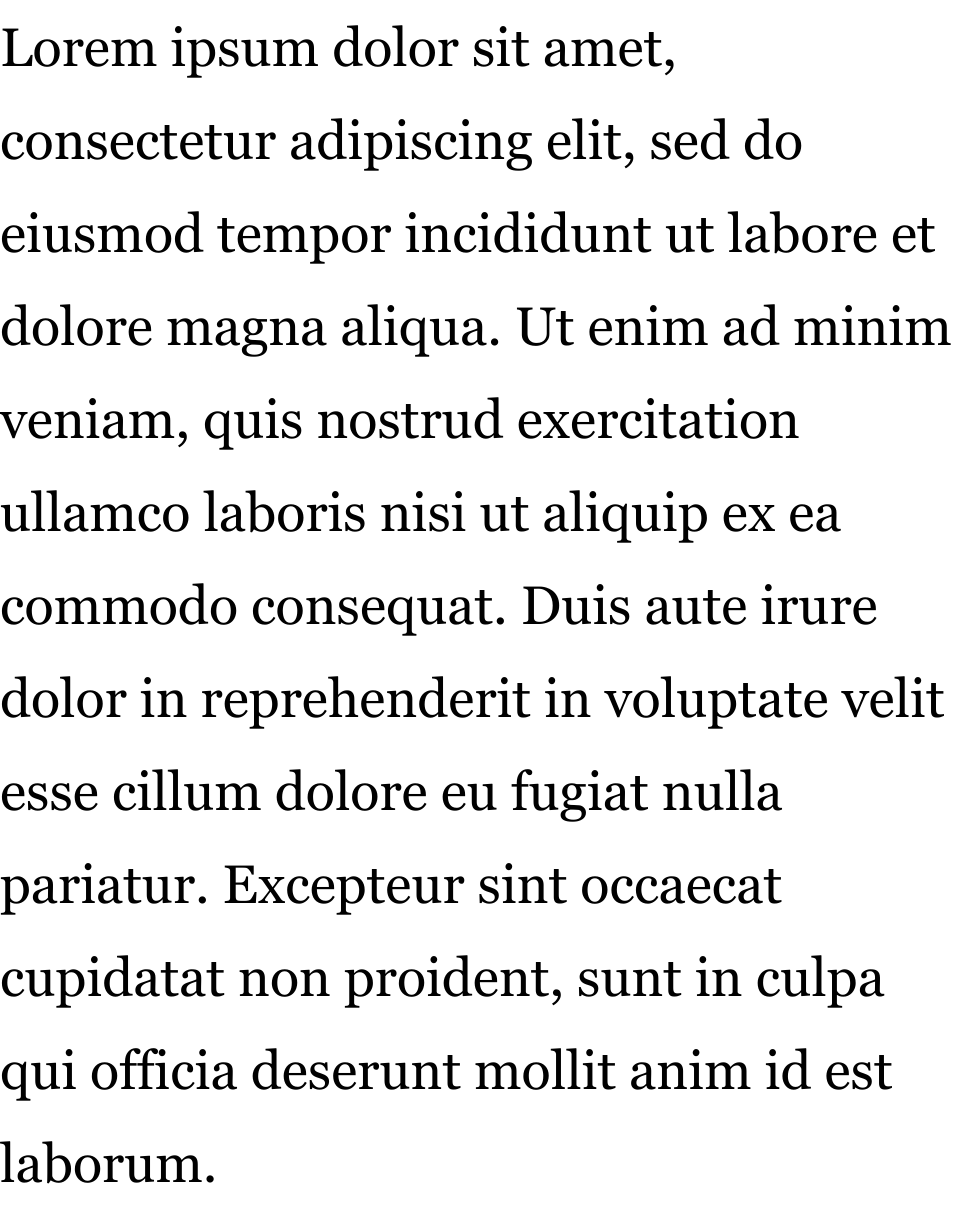 Lorem ipsum dolor sit amet,
consectetur adipiscing elit, sed do
eiusmod tempor incididunt ut labore et
dolore magna aliqua. Ut enim ad minim
veniam, quis nostrud exercitation
ullamco laboris nisi ut aliquip ex ea
commodo consequat. Duis aute irure
dolor in reprehenderit in voluptate velit
esse cillum dolore eu fugiat nulla
pariatur. Excepteur sint occaecat
cupidatat non proident, sunt in culpa
qui officia deserunt mollit anim id est
laborum.